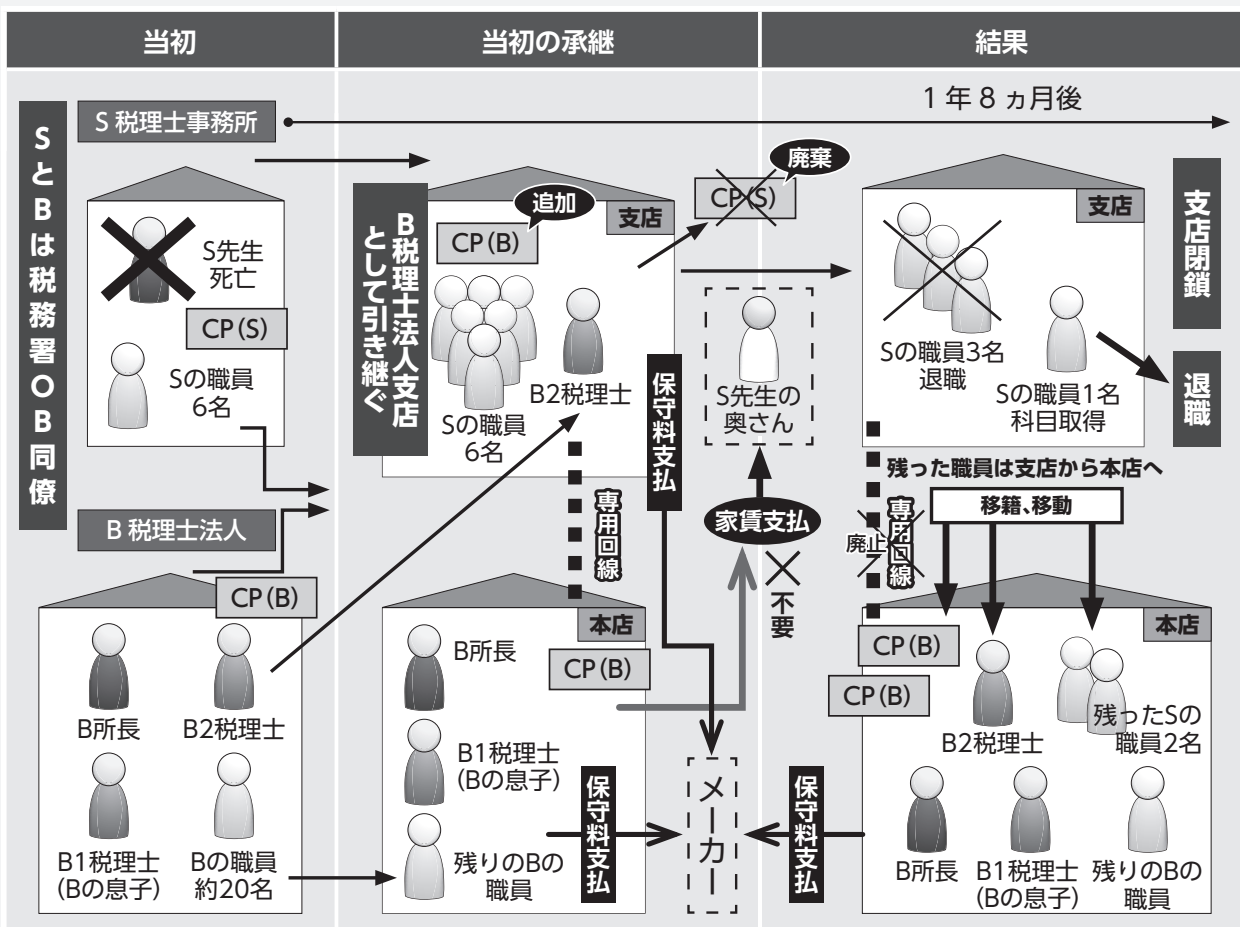 当初
当初の承継
結果
SとBは税務署OB同僚
S 税理士事務所
1 年 8 ヵ月後
S先生
死亡
CP(S)
Sの職員
6名
B 税理士法人
CP(B)
B所長
B2税理士
B1税理士
(Bの息子)
Bの職員
約20名
B税理士法人支店
として引き継ぐ
追加
CP(B)
支店
Sの職員
6名
B2税理士
廃棄
CP(S)
保守料支払
S先生の
奥さん
家賃支払
不要
専用回線
本店
CP(B)
B所長
B1税理士
(Bの息子)
残りのBの
職員
保守料支払
メーカー
支店
Sの職員3名
退職
Sの職員1名
科目取得
支店閉鎖
退職
残った職員は支店から本店へ
移籍、移動
専用回線
廃止
本店
CP(B)
CP(B)
B2税理士
残ったSの
職員2名
保守料支払
B所長
B1税理士
(Bの息子)
残りのBの
職員